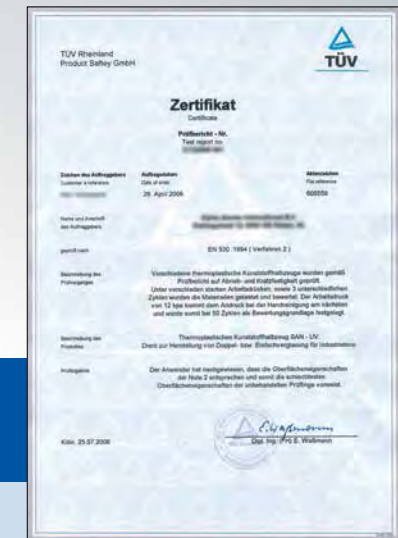 TÜV Rheinland
Product Saftey GmbH
TÜV
Zertifikat
Certificate
Prüfbericht - Nr.
Test report no
Zeichen des Auftraggebers
Customer's reference
Auftragsdatum
Date of order
Aktenzeichen
File reference
28. April 2006
Name und Anschrift
des Auftraggebers
geprüft nach
EN 530 :1994 ( Verfahren 2 )
Beschreibung des
Prüfvorganges
Verschiedene thermoplastische Kunststoffhalbzeuge wurden gemäß
Prüfbericht auf Abrieb- und Kratzfestigkeit geprüft.
Unter verschieden starken Arbeitsdrücken, sowie 3 unterschiedlichen
Zyklen wurden die Materialien getestet und bewertet. Der Arbeitsdruck
von 12 kpa kommt dem Andruck bei der Handreinigung am nächsten
und wurde somit bei 50 Zyklen als Bewertungsgrundlage festgelegt.
Beschreibung des
Produktes
Thermoplastisches Kunststoffhalbzeug SAN - UV.
Dient zur Herstellung von Doppel- bzw. Einfachverglasung für Industrietore
Prüfergebnis
Der Anwender hat nachgewiesen, dass die Oberflächeneigenschaften
der Note 2 entsprechen und somit die schlechtesten
Oberflächeneigenschaften der unbehandelten Prüflinge vorweist.
Köln, 25.07.2006
Dipl. Ing. (FH) E. Waßmann